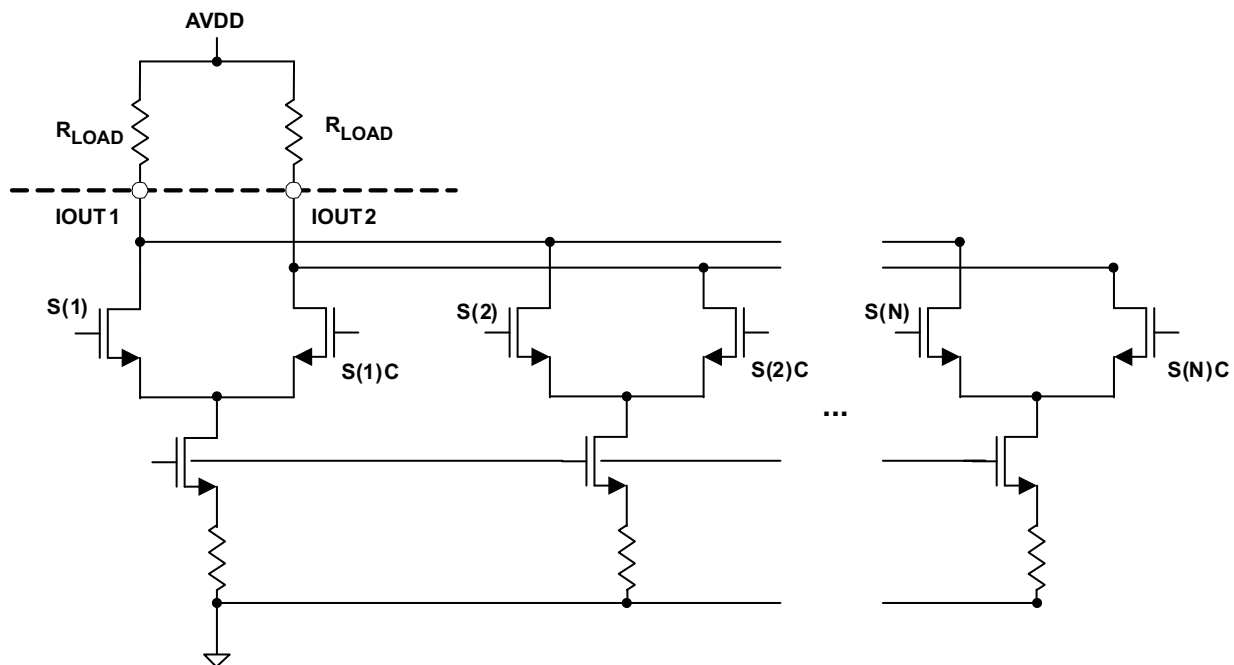 AVDD
RLOAD
RLOAD
IOUT1
IOUT2
S(1)
S(2)
S(N)
S(1)C
S(2)C
S(N)C
...